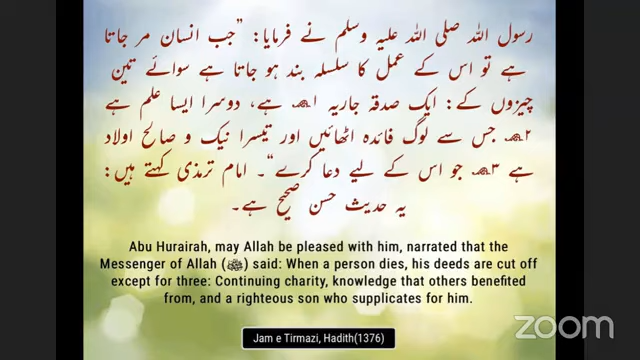 رسول اللہ صلی اللہ علیہ وسلم نے فرمایا: ”جب انسان مر جاتا
ہے تو اس کے عمل کا سلسلہ بند ہو جاتا ہے سوائے تین
چیزوں کے: ایک صدقہ جاریہ ۱؎ ہے، دوسرا ایسا علم ہے
۲؎ جس سے لوگ فائدہ اٹھائیں اور تیسرا نیک و صالح اولاد
ہے ۳؎ جو اس کے لیے دعا کرے“۔ امام ترمذی کہتے ہیں:
یہ حدیث حسن صحیح ہے۔
Abu Hurairah, may Allah be pleased with him, narrated that the
Messenger of Allah (ﷺ) said: When a person dies, his deeds are cut off
except for three: Continuing charity, knowledge that others benefited
from, and a righteous son who supplicates for him.
Jam e Tirmazi, Hadith(1376)
zoom